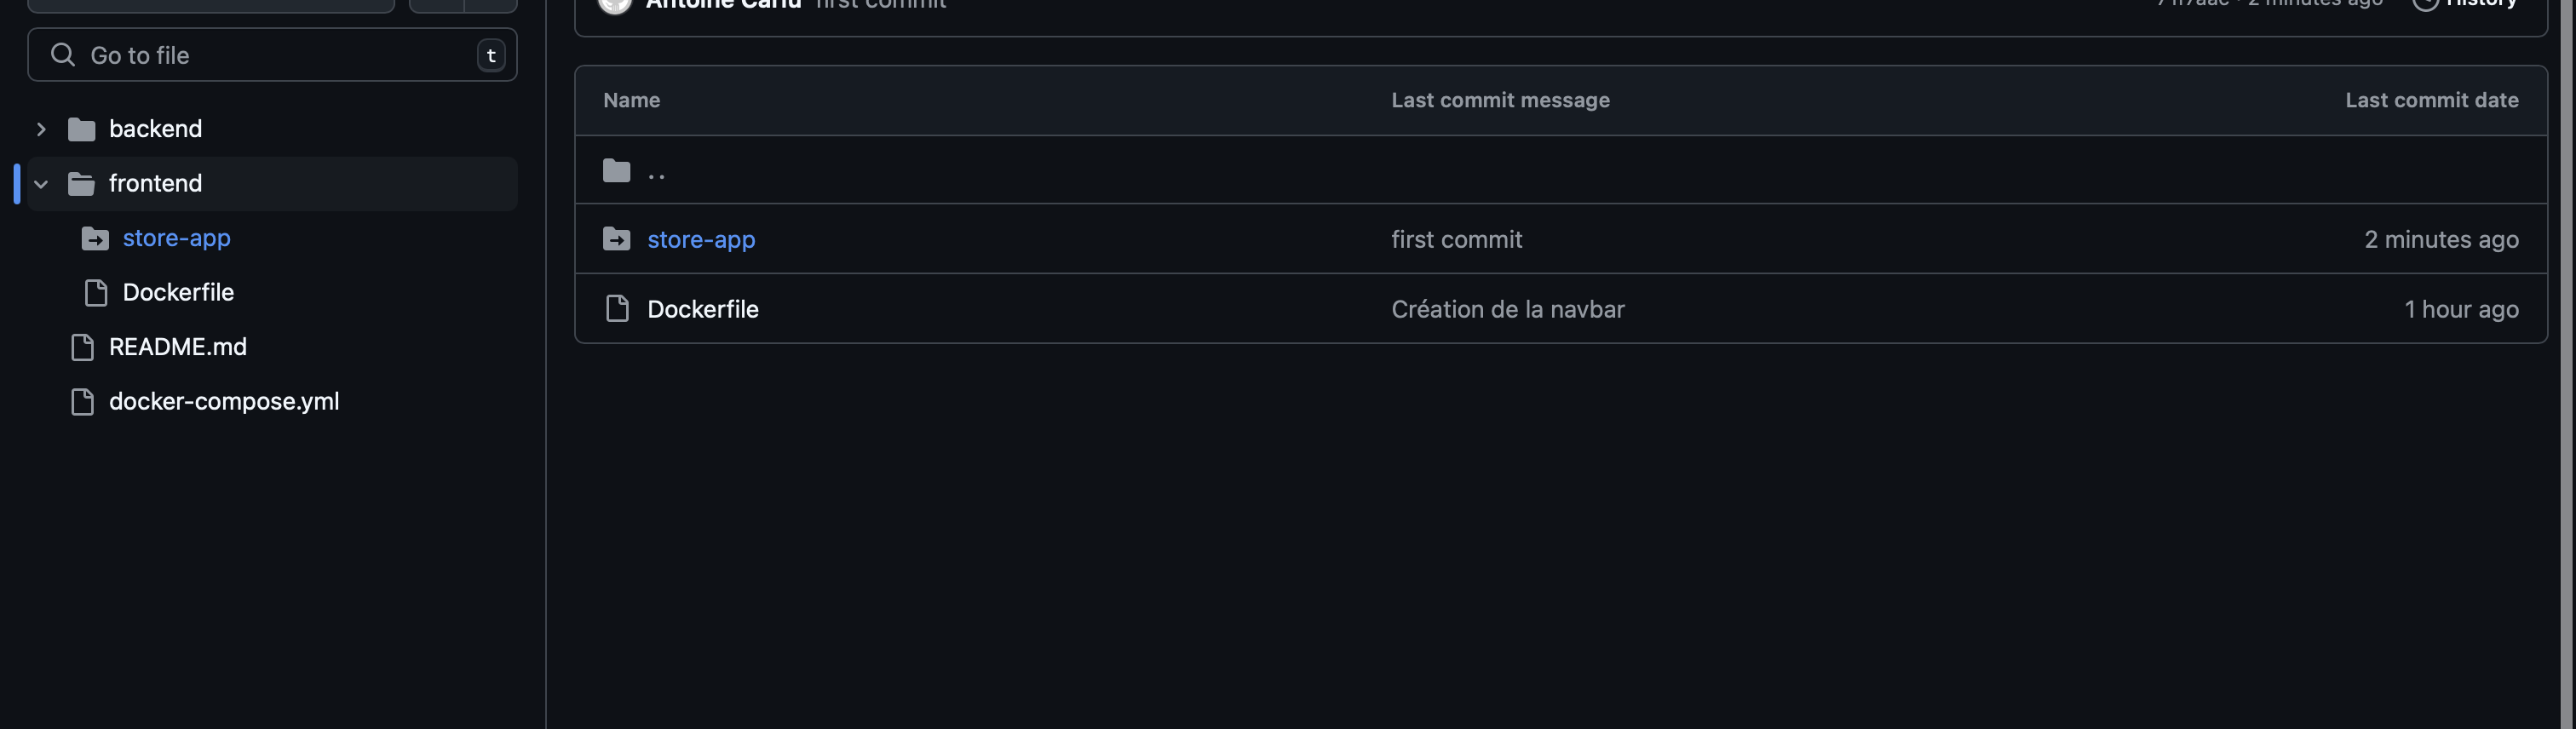 Antoine Cario first commit
2 minutes ago History
Go to file t
backend
frontend
store-app
Dockerfile
README.md
docker-compose.yml
Name Last commit message Last commit date
..
store-app first commit 2 minutes ago
Dockerfile Création de la navbar 1 hour ago